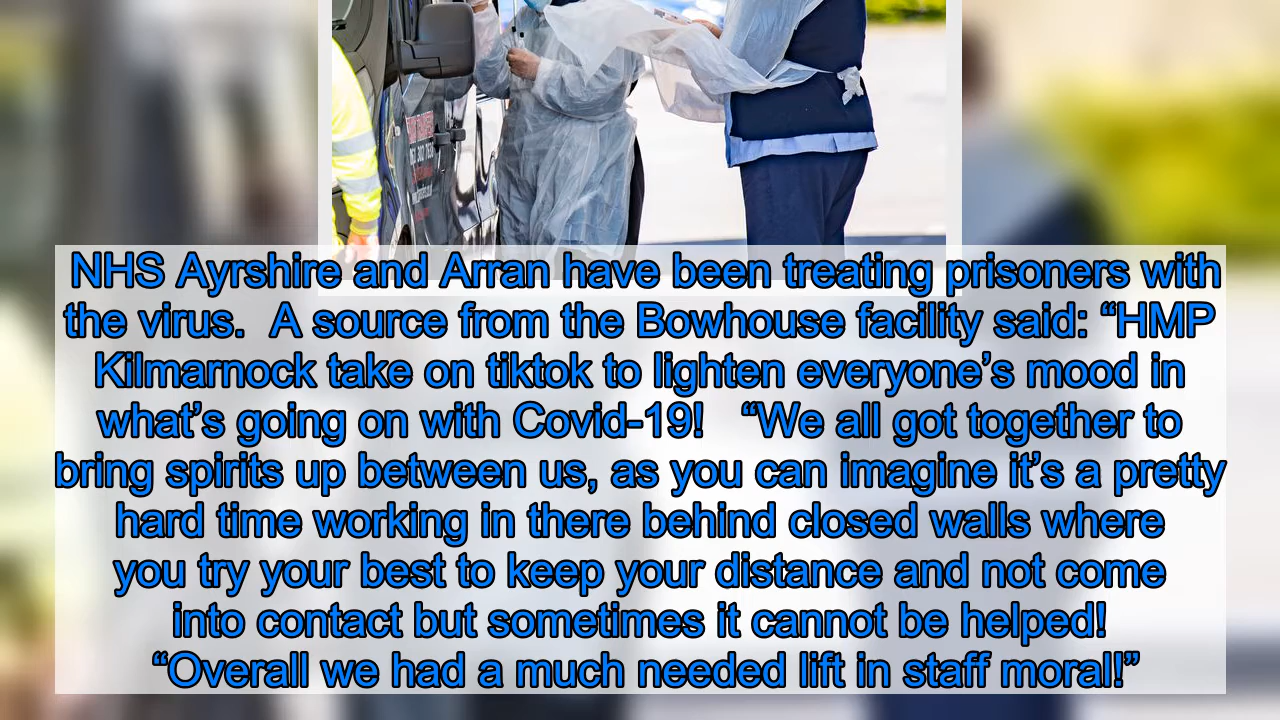 NHS Ayrshire and Arran have been treating prisoners with
the virus.  A source from the Bowhouse facility said: “HMP
Kilmarnock take on tiktok to lighten everyone’s mood in
what’s going on with Covid-19!   “We all got together to
bring spirits up between us, as you can imagine it’s a pretty
hard time working in there behind closed walls where
you try your best to keep your distance and not come
into contact but sometimes it cannot be helped!
“Overall we had a much needed lift in staff moral!”